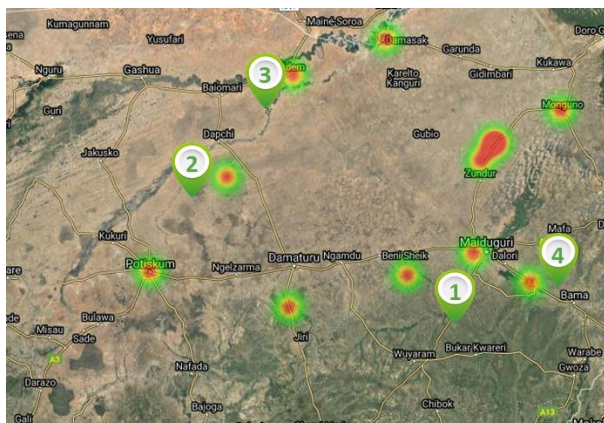 Kumagunnam
Mainé-Soroa
Yusufari
Damasak
Garunda
Doro G
Nguru
Gashua
Baiomari
3
Karelto
Kanguri
Gidimbari
Kukawa
Guri
Monguno
Dapchi
Gubio
Jakusko
2
Zundur
Kukuri
Maiduguri
Mafa
Dalori
4
Potiskum
Ngelzarma
Damaturu
Ngamdu
Beni Sheik
1
Bama
Misau
Bulawa
Sade
Jiri
Wuyaram
Bukar Kwareri
Warabe
A3
Nafada
Gwoza
Darazo
Bajoga
Chibok
A13
Gali